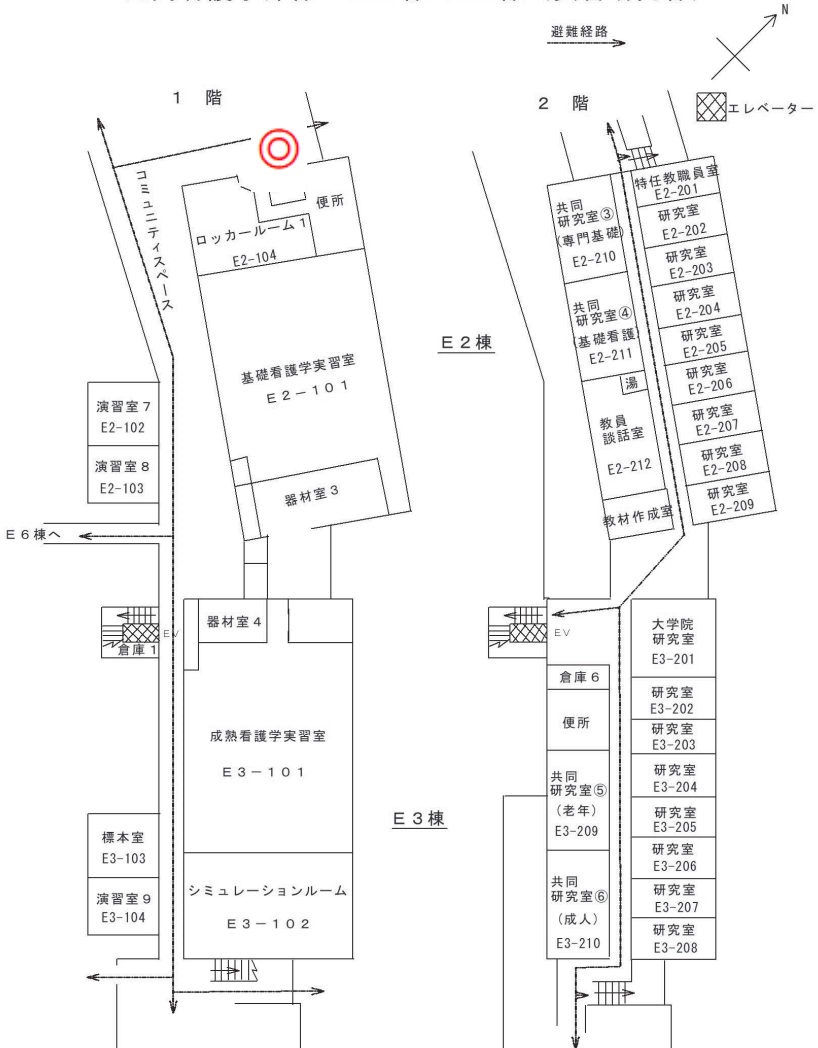 避難経路
N
エレベーター
1 階
コミュニティスペース
便所
ロッカールーム1
E2-104
基礎看護学実習室
E2-101
演習室7
E2-102
演習室8
E2-103
器材室3
E6棟へ
器材室4
EV
倉庫1
成熟看護学実習室
E3-101
標本室
E3-103
演習室9
E3-104
シミュレーションルーム
E3-102
E2棟
E3棟
2 階
特任教職員室
E2-201
共同
研究室③
(専門基礎)
E2-210
研究室
E2-202
研究室
E2-203
共同
研究室④
(基礎看護)
E2-211
研究室
E2-204
研究室
E2-205
湯
研究室
E2-206
教員
談話室
E2-212
研究室
E2-207
研究室
E2-208
教材作成室
研究室
E2-209
EV
大学院
研究室
E3-201
倉庫6
研究室
E3-202
便所
研究室
E3-203
共同
研究室⑤
(老年)
E3-209
研究室
E3-204
研究室
E3-205
研究室
E3-206
共同
研究室⑥
(成人)
E3-210
研究室
E3-207
研究室
E3-208